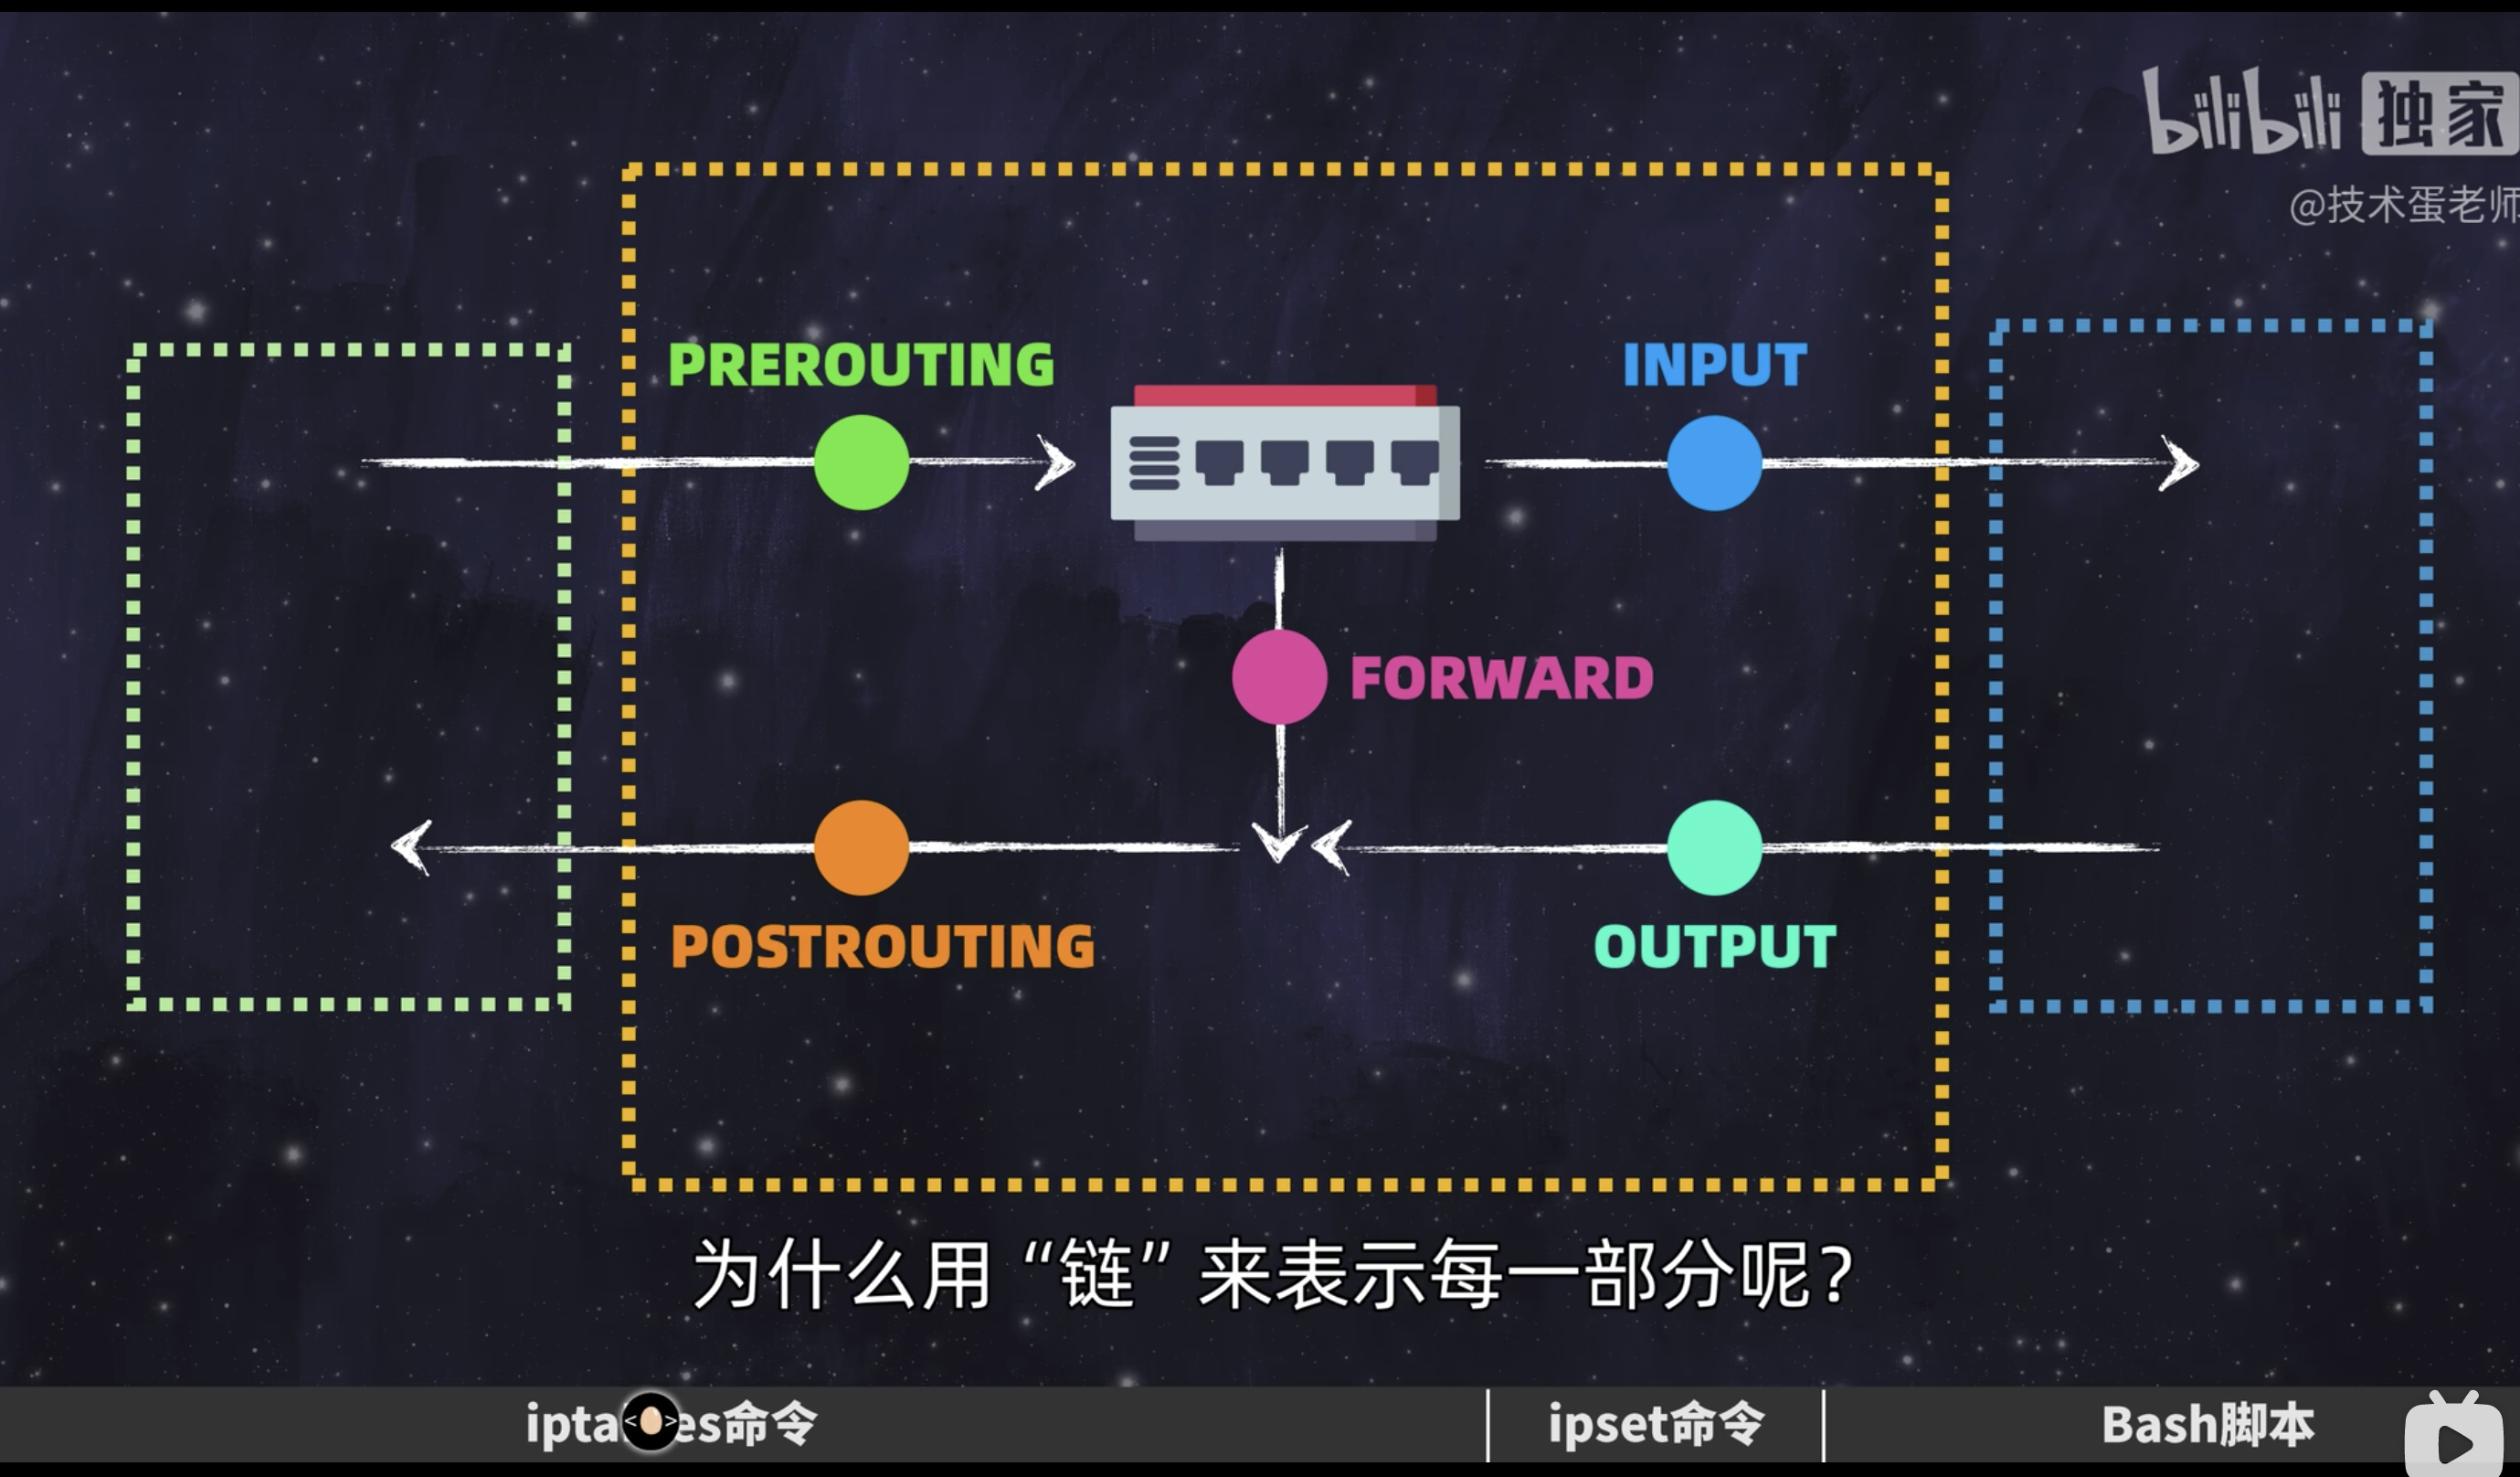 bilibili 独家
@技术蛋老师
PREROUTING
INPUT
FORWARD
POSTROUTING
OUTPUT
为什么用“链”来表示每一部分呢？
ipta<>es命令
ipset命令
Bash脚本